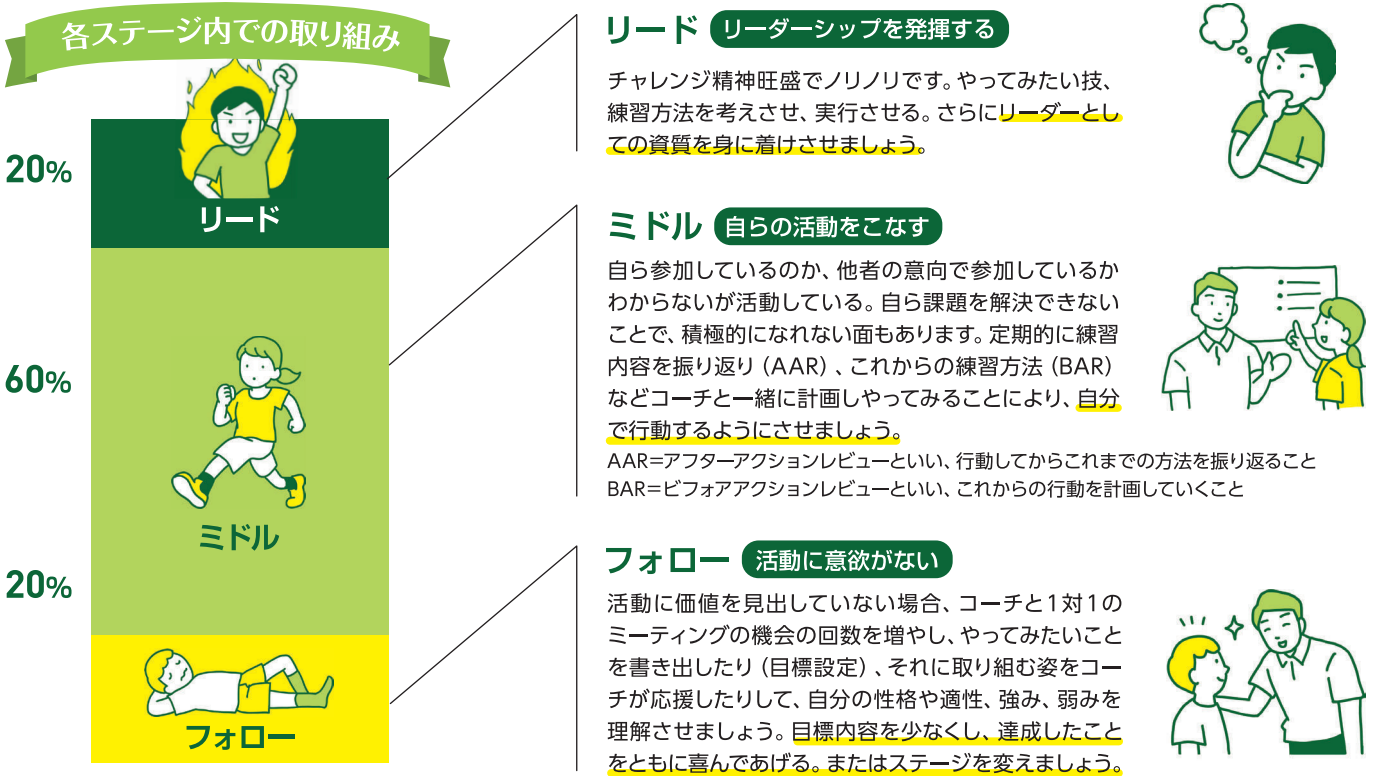 各ステージ内での取り組み
20%
リード
60%
ミドル
20%
フォロー
リード リーダーシップを発揮する
チャレンジ精神旺盛でノリノリです。やってみたい技、
練習方法を考えさせ、実行させる。さらにリーダーとし
ての資質を身に着けさせましょう。
ミドル 自らの活動をこなす
自ら参加しているのか、他者の意向で参加しているか
わからないが活動している。自ら課題を解決できない
ことで、積極的になれない面もあります。定期的に練習
内容を振り返り（AAR）、これからの練習方法（BAR）
などコーチと一緒に計画しやってみることにより、自分
で行動するようにさせましょう。
AAR＝アフターアクションレビューといい、行動してからこれまでの方法を振り返ること
BAR＝ビフォアアクションレビューといい、これからの行動を計画していくこと
フォロー 活動に意欲がない
活動に価値を見出していない場合、コーチと1対1の
ミーティングの機会の回数を増やし、やってみたいこと
を書き出したり（目標設定）、それに取り組む姿をコー
チが応援したりして、自分の性格や適性、強み、弱みを
理解させましょう。目標内容を少なくし、達成したこと
をともに喜んであげる。またはステージを変えましょう。